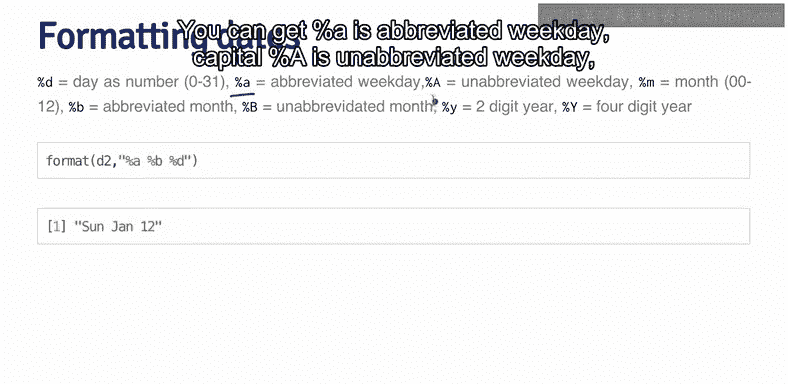 Formatting dates
You can get %a is abbreviated weekday,
capital %A is unabbreviated weekday,
%d = day as number (0-31), %a = abbreviated weekday,%A = unabbreviated weekday, %m = month (00-
12), %b = abbreviated month, %B = unabbrevidated month, %y = 2 digit year, %Y = four digit year
format(d2,"%a %b %d")
[1] "Sun Jan 12"